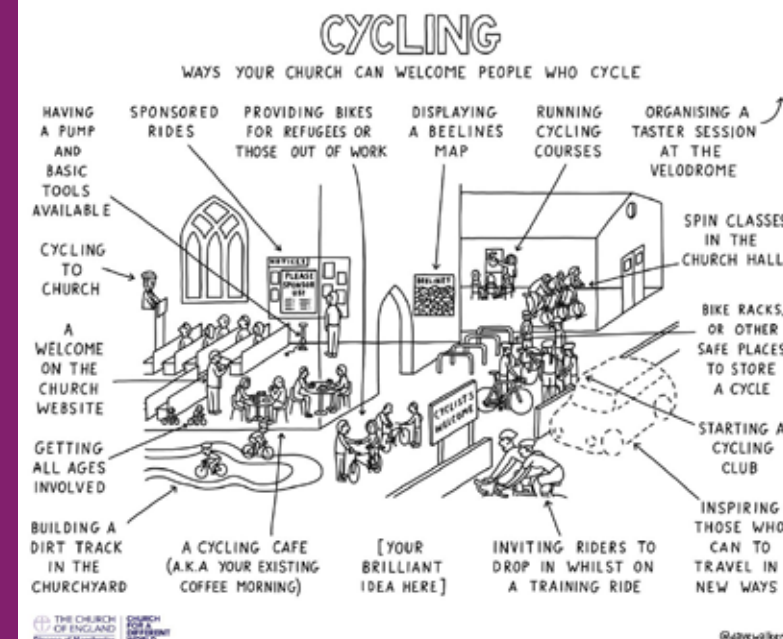 CYCLING
WAYS YOUR CHURCH CAN WELCOME PEOPLE WHO CYCLE
HAVING
A PUMP
AND
BASIC
TOOLS
AVAILABLE
SPONSORED
RIDES
PROVIDING BIKES
FOR REFUGEES OR
THOSE OUT OF WORK
DISPLAYING
A BEELINES
MAP
RUNNING
CYCLING
COURSES
ORGANISING A
TASTER SESSION
AT THE
VELODROME
CYCLING
TO
CHURCH
NOTICES
PLEASE
SPONSOR
US!
BEELINES
SPIN CLASSES
IN THE
CHURCH HALL
A
WELCOME
ON THE
CHURCH
WEBSITE
BIKE RACKS,
OR OTHER
SAFE PLACES
TO STORE
A CYCLE
CYCLISTS
WELCOME
GETTING
ALL AGES
INVOLVED
STARTING A
CYCLING
CLUB
BUILDING A
DIRT TRACK
IN THE
CHURCHYARD
A CYCLING CAFE
(A.K.A YOUR EXISTING
COFFEE MORNING)
[YOUR
BRILLIANT
IDEA HERE]
INVITING RIDERS TO
DROP IN WHILST ON
A TRAINING RIDE
INSPIRING
THOSE WHO
CAN TO
TRAVEL IN
NEW WAYS
THE CHURCH
OF ENGLAND
CHURCH
FOR A
DIFFERENT
WORLD
@davewalker